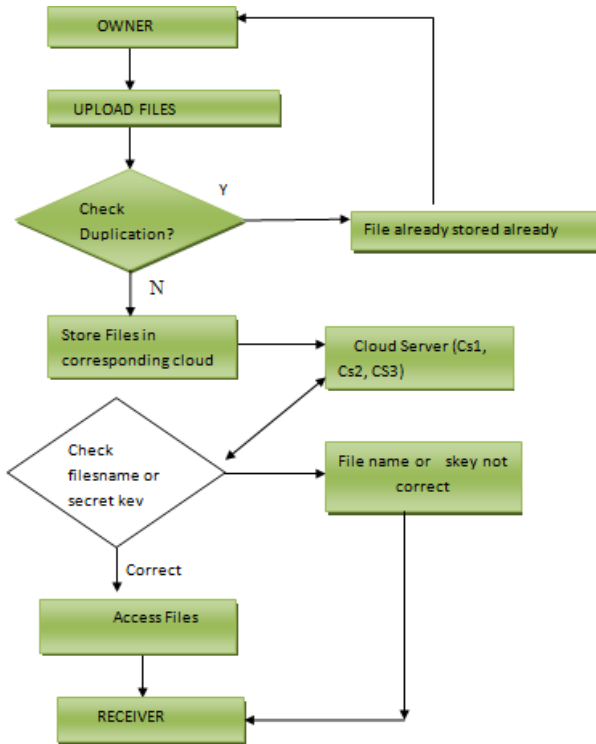 OWNER
UPLOAD FILES
Y
Check
Duplication?
File already stored already
N
Store Files in
corresponding cloud
Cloud Server (Cs1,
Cs2, CS3)
Check
filesname or
secret key
File name or skey not
correct
Correct
Access Files
RECEIVER